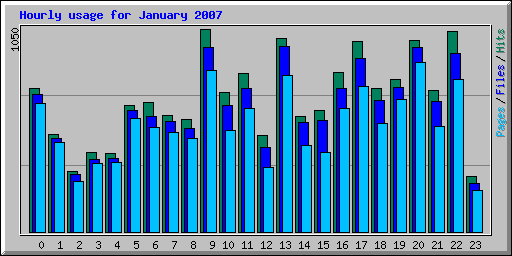 Hourly usage for January 2007
1050
Pages / Files / Hits
0 1 2 3 4 5 6 7 8 9 10 11 12 13 14 15 16 17 18 19 20 21 22 23